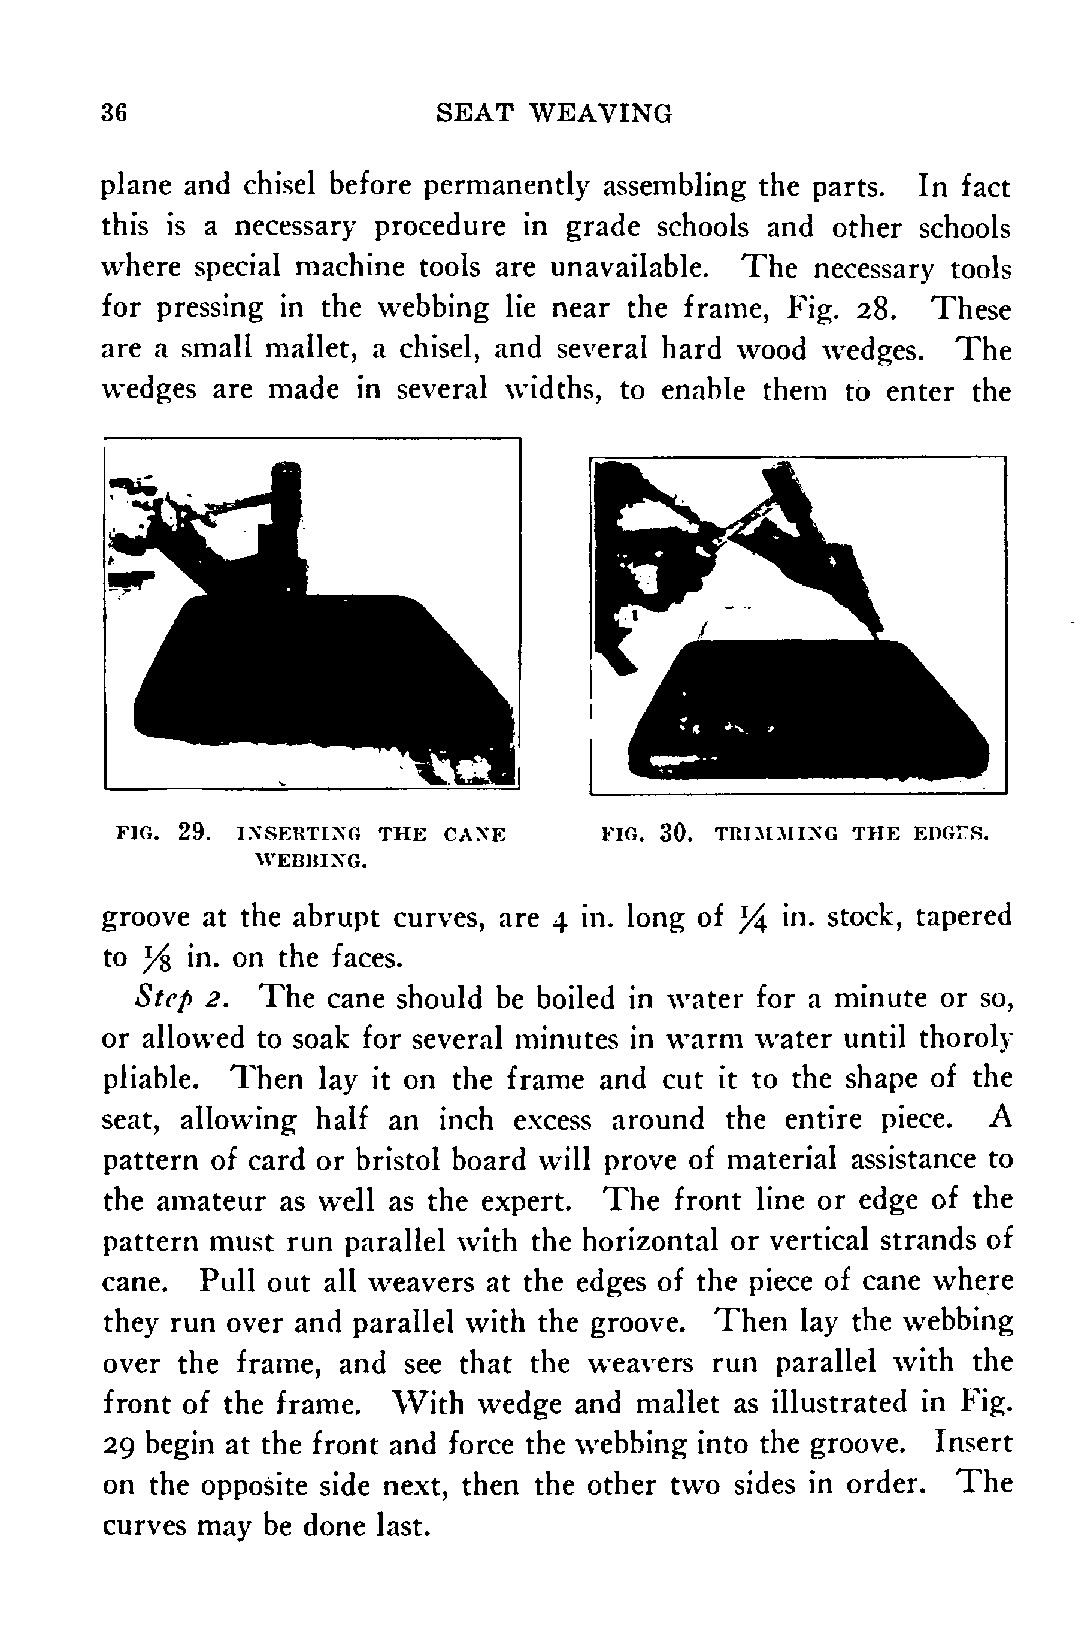 36 SEAT WEAVING
plane and chisel before permanently assembling the parts. In fact
this is a necessary procedure in grade schools and other schools
where special machine tools are unavailable. The necessary tools
for pressing in the webbing lie near the frame, Fig. 28. These
are a small mallet, a chisel, and several hard wood wedges. The
wedges are made in several widths, to enable them to enter the
FIG. 29. INSERTING THE CANE
WEBBING.
FIG. 30. TRIMMING THE EDGES.
groove at the abrupt curves, are 4 in. long of ¼ in. stock, tapered
to ⅛ in. on the faces.
Step 2. The cane should be boiled in water for a minute or so,
or allowed to soak for several minutes in warm water until thoroly
pliable. Then lay it on the frame and cut it to the shape of the
seat, allowing half an inch excess around the entire piece. A
pattern of card or bristol board will prove of material assistance to
the amateur as well as the expert. The front line or edge of the
pattern must run parallel with the horizontal or vertical strands of
cane. Pull out all weavers at the edges of the piece of cane where
they run over and parallel with the groove. Then lay the webbing
over the frame, and see that the weavers run parallel with the
front of the frame. With wedge and mallet as illustrated in Fig.
29 begin at the front and force the webbing into the groove. Insert
on the opposite side next, then the other two sides in order. The
curves may be done last.